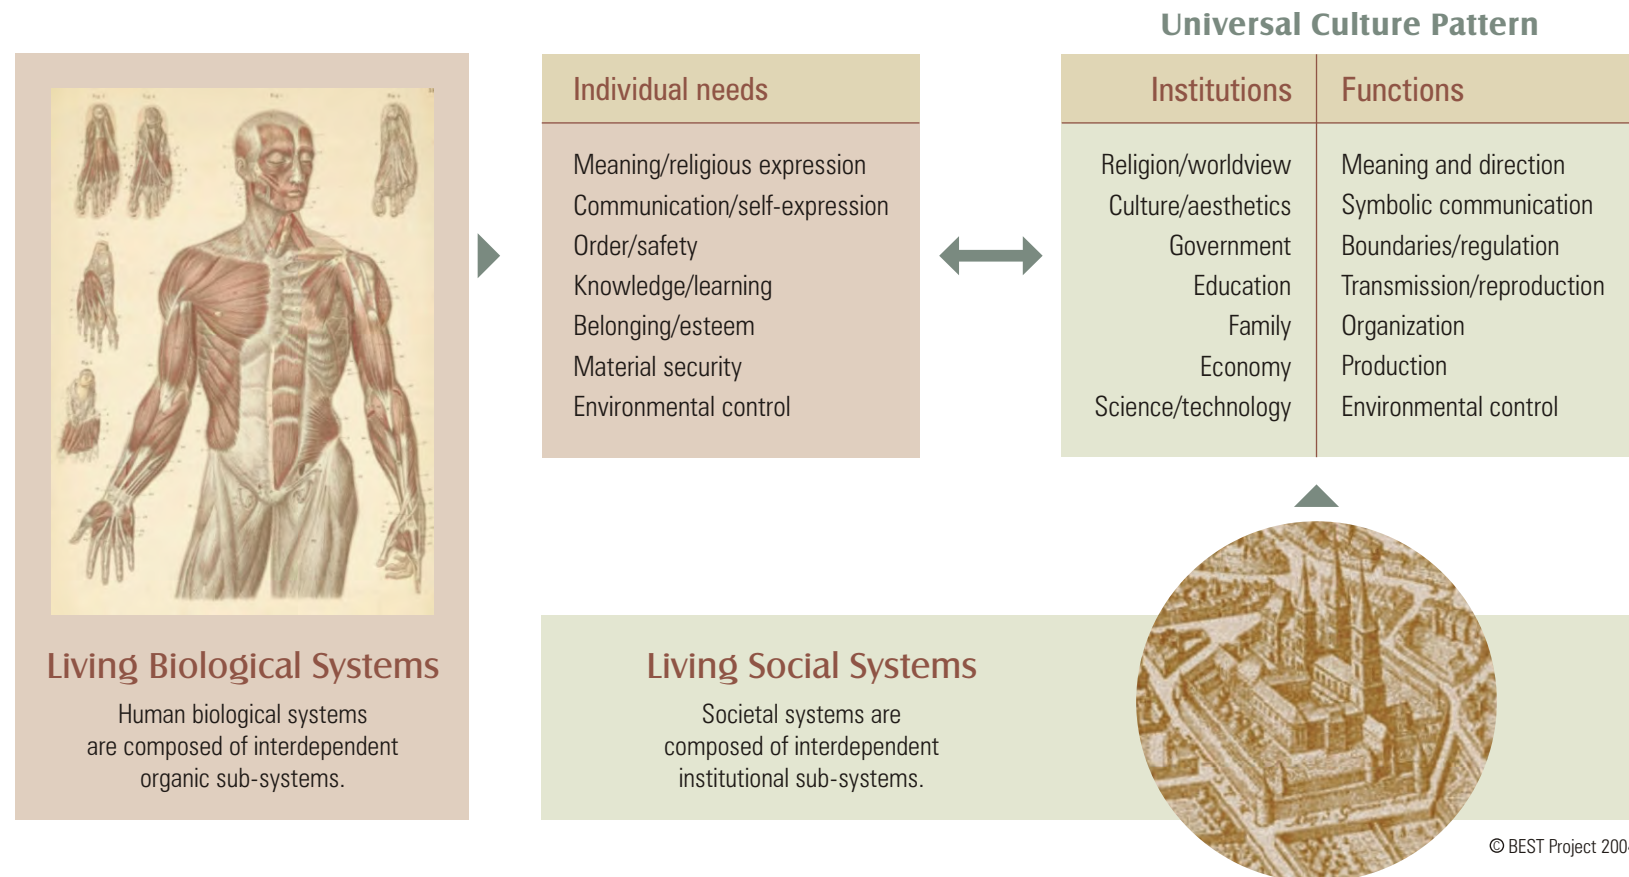 Universal Culture Pattern
Individual needs
Meaning/religious expression
Communication/self-expression
Order/safety
Knowledge/learning
Belonging/esteem
Material security
Environmental control
Institutions Functions
Religion/worldview Meaning and direction
Culture/aesthetics Symbolic communication
Government Boundaries/regulation
Education Transmission/reproduction
Family Organization
Economy Production
Science/technology Environmental control
Living Biological Systems
Human biological systems
are composed of interdependent
organic sub-systems.
Living Social Systems
Societal systems are
composed of interdependent
institutional sub-systems.
© BEST Project